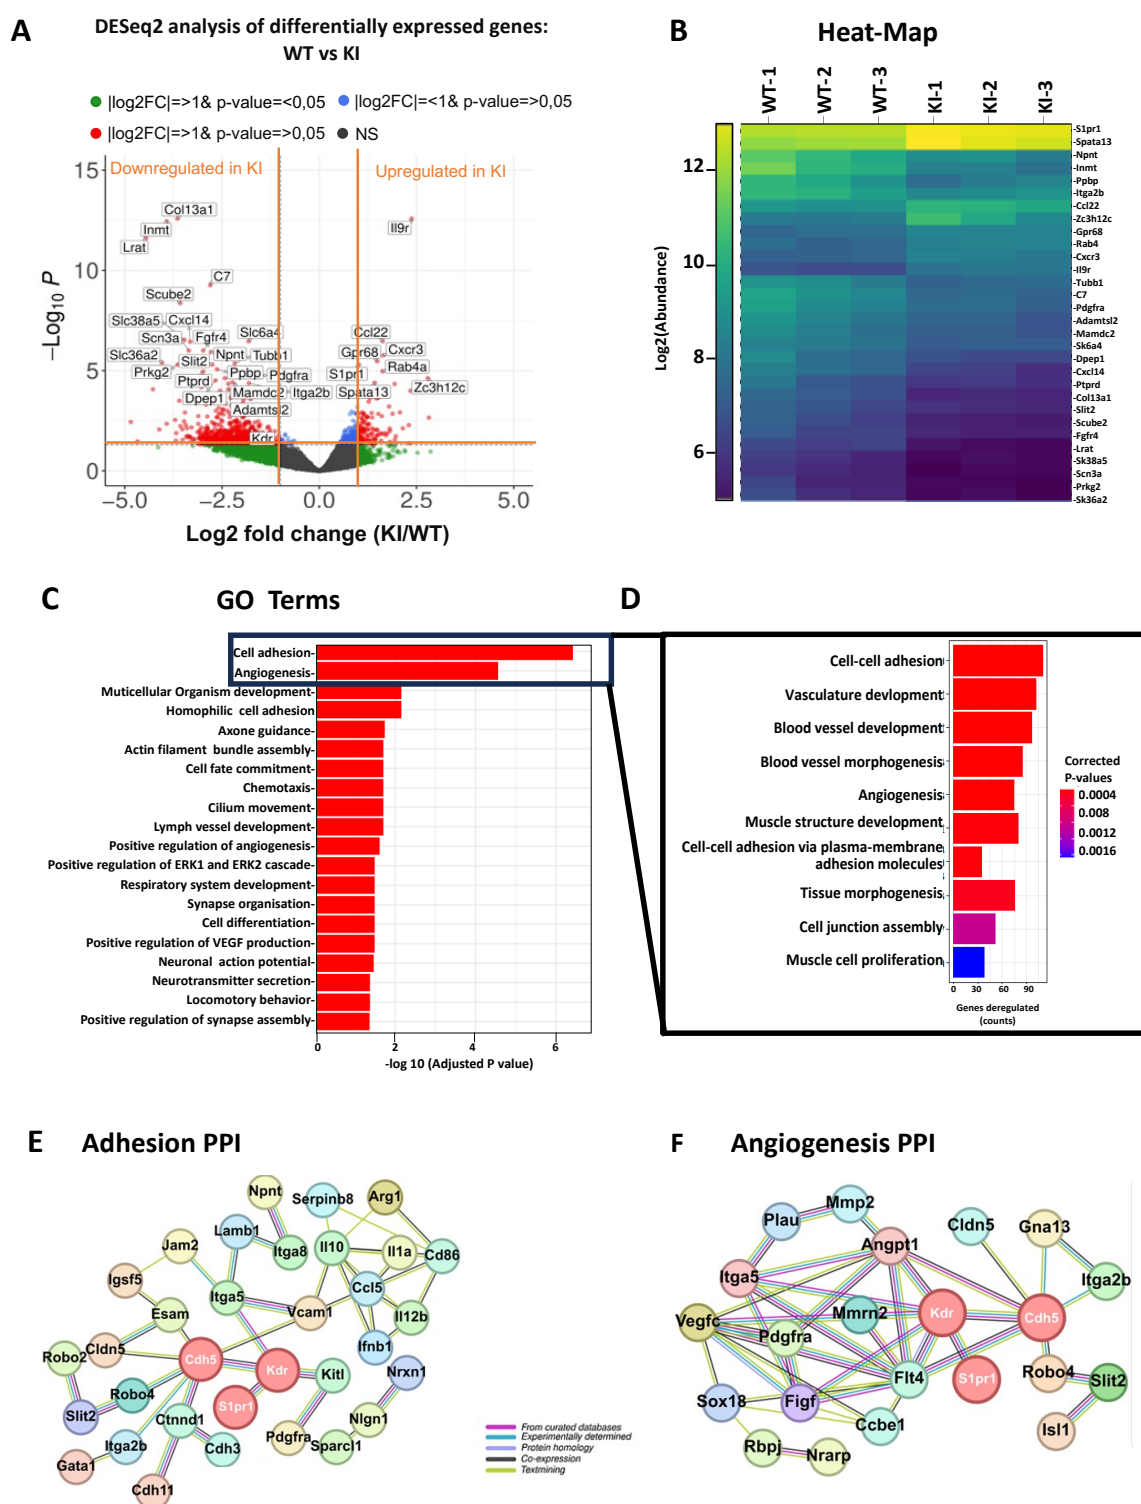 A
DESeq2 analysis of differentially expressed genes:
WT vs KI
|log2FC|=>1& p-value=<0,05
|log2FC|=<1& p-value=>0,05
|log2FC|=>1& p-value=>0,05
NS
Downregulated in KI
Upregulated in KI
15
10
5
0
−Log10 P
Col13a1
Inmt
Lrat
Il9r
C7
Scube2
Slc38a5
Cxcl14
Scn3a
Fgfr4
Slc6a4
Ccl22
Slc36a2
Slit2
Npnt
Tubb1
Gpr68
Cxcr3
Prkg2
Ptprd
Ppbp
Pdgfra
S1pr1
Rab4a
Dpep1
Mamdc2
Itga2b
Spata13
Zc3h12c
Adamtsl2
Kdr
−5.0
−2.5
0.0
2.5
5.0
Log2 fold change (KI/WT)
B
Heat-Map
WT-1
WT-2
WT-3
KI-1
KI-2
KI-3
Log2(Abundance)
12
10
8
6
-S1pr1
-Spata13
-Npnt
-Inmt
-Ppbp
-Itga2b
-Ccl22
-Zc3h12c
-Gpr68
-Rab4
-Cxcr3
-Il9r
-Tubb1
-C7
-Pdgfra
-Adamtsl2
-Mamdc2
-Sk6a4
-Dpep1
-Cxcl14
-Ptprd
-Col13a1
-Slit2
-Scube2
-Fgfr4
-Lrat
-Sk38a5
-Scn3a
-Prkg2
-Sk36a2
C
GO Terms
Cell adhesion-
Angiogenesis-
Muticellular Organism development-
Homophilic cell adhesion
Axone guidance-
Actin filament bundle assembly-
Cell fate commitment-
Chemotaxis-
Cilium movement-
Lymph vessel development-
Positive regulation of angiogenesis-
Positive regulation of ERK1 and ERK2 cascade-
Respiratory system development-
Synapse organisation-
Cell differentiation-
Positive regulation of VEGF production-
Neuronal action potential-
Neurotransmitter secretion-
Locomotory behavior-
Positive regulation of synapse assembly-
0
2
4
6
-log 10 (Adjusted P value)
D
Cell-cell adhesion
Vasculature devlopment
Blood vessel development
Blood vessel morphogenesis
Angiogenesis
Muscle structure development
Cell-cell adhesion via plasma-membrane
adhesion molecules
Tissue morphogenesis
Cell junction assembly
Muscle cell proliferation
0
30
60
90
Genes deregulated
(counts)
Corrected
P-values
0.0004
0.008
0.0012
0.0016
E
Adhesion PPI
Npnt
Serpinb8
Arg1
Lamb1
Jam2
Itga8
Il10
Il1a
Cd86
Igsf5
Itga5
Ccl5
Esam
Vcam1
Il12b
Robo2
Cldn5
Cdh5
Kdr
Ifnb1
Kitl
Nrxn1
Robo4
S1pr1
Slit2
Ctnnd1
Nlgn1
Itga2b
Cdh3
Pdgfra
Sparcl1
Gata1
Cdh11
From curated databases
Experimentally determined
Protein homology
Co-expression
Textmining
F
Angiogenesis PPI
Mmp2
Plau
Cldn5
Gna13
Angpt1
Itga5
Itga2b
Vegfc
Mmrn2
Kdr
Cdh5
Pdgfra
Flt4
S1pr1
Robo4
Slit2
Sox18
Figf
Ccbe1
Isl1
Rbpj
Nrarp